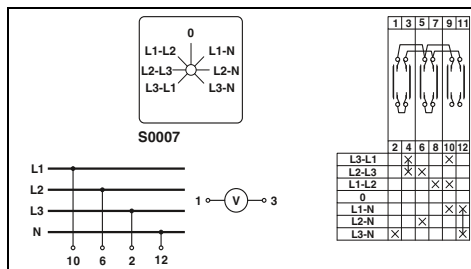 0
L1-L2 L1-N
L2-L3 L2-N
L3-L1 L3-N
S0007
L1
L2
L3
N
10 6 2 12
1 V 3
1 3 5 7 9 11
2 4 6 8 10 12
L3-L1
L2-L3
L1-L2
0
L1-N
L2-N
L3-N